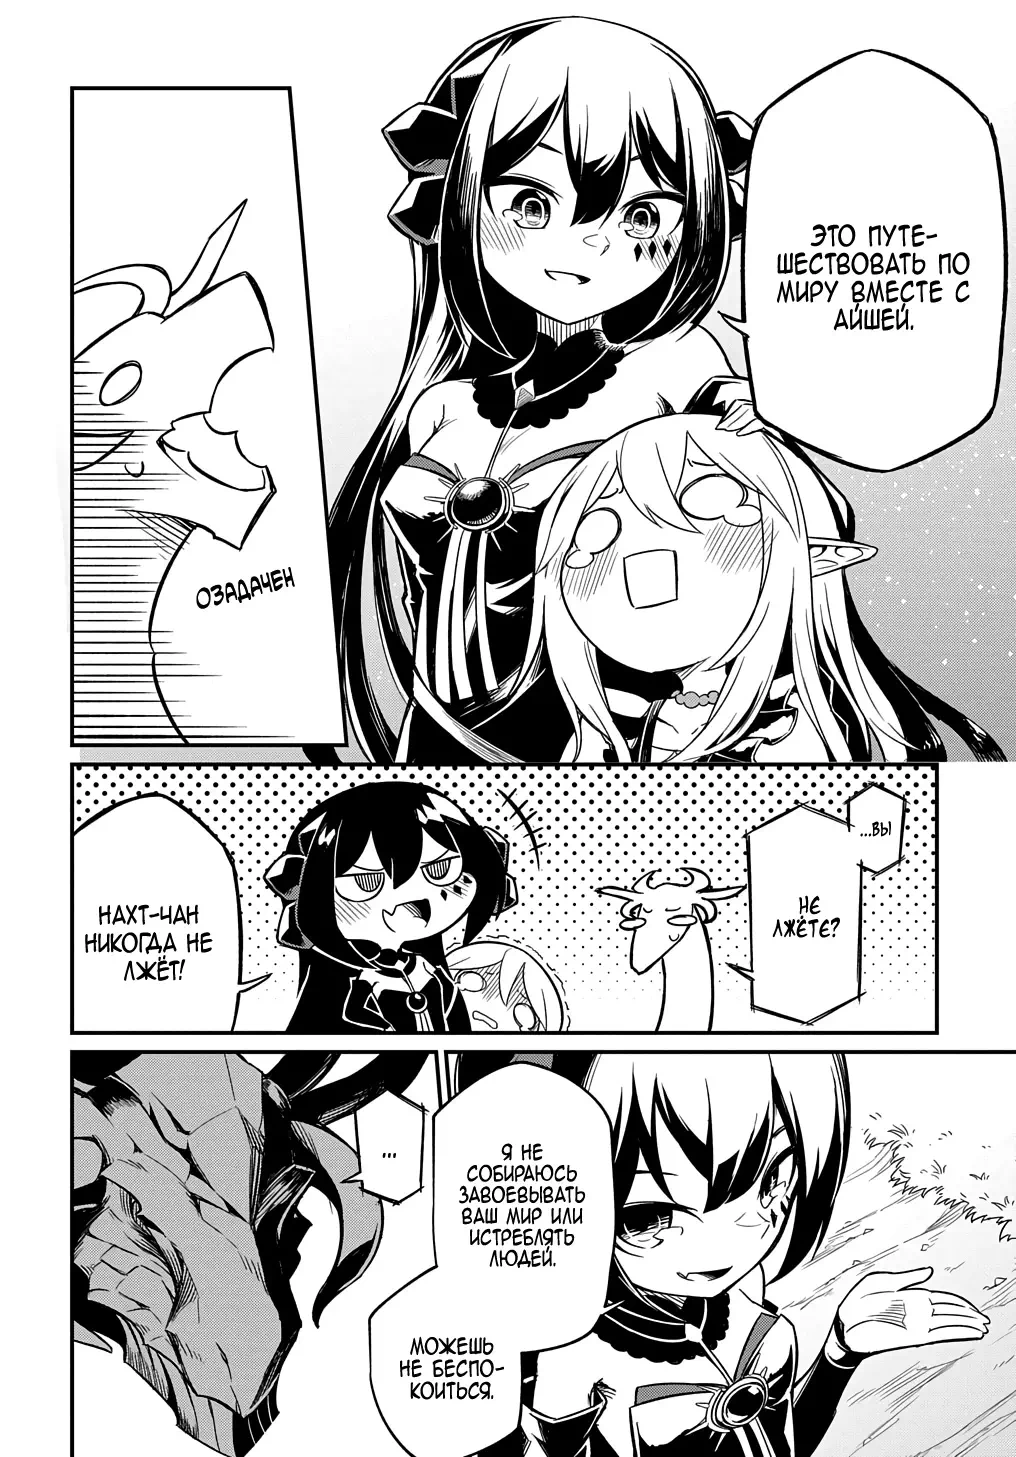 ЭТО ПУТЕ-
ШЕСТВОВАТЬ ПО
МИРУ ВМЕСТЕ С
АЙШЕЙ.
ОЗАДАЧЕН
...ВЫ
НЕ
ЛЖЁТЕ?
НАХТ-ЧАН
НИКОГДА НЕ
ЛЖЁТ!
...
Я НЕ
СОБИРАЮСЬ
ЗАВОЕВЫВАТЬ
ВАШ МИР ИЛИ
ИСТРЕБЛЯТЬ
ЛЮДЕЙ.
МОЖЕШЬ
НЕ БЕСПО-
КОИТЬСЯ.